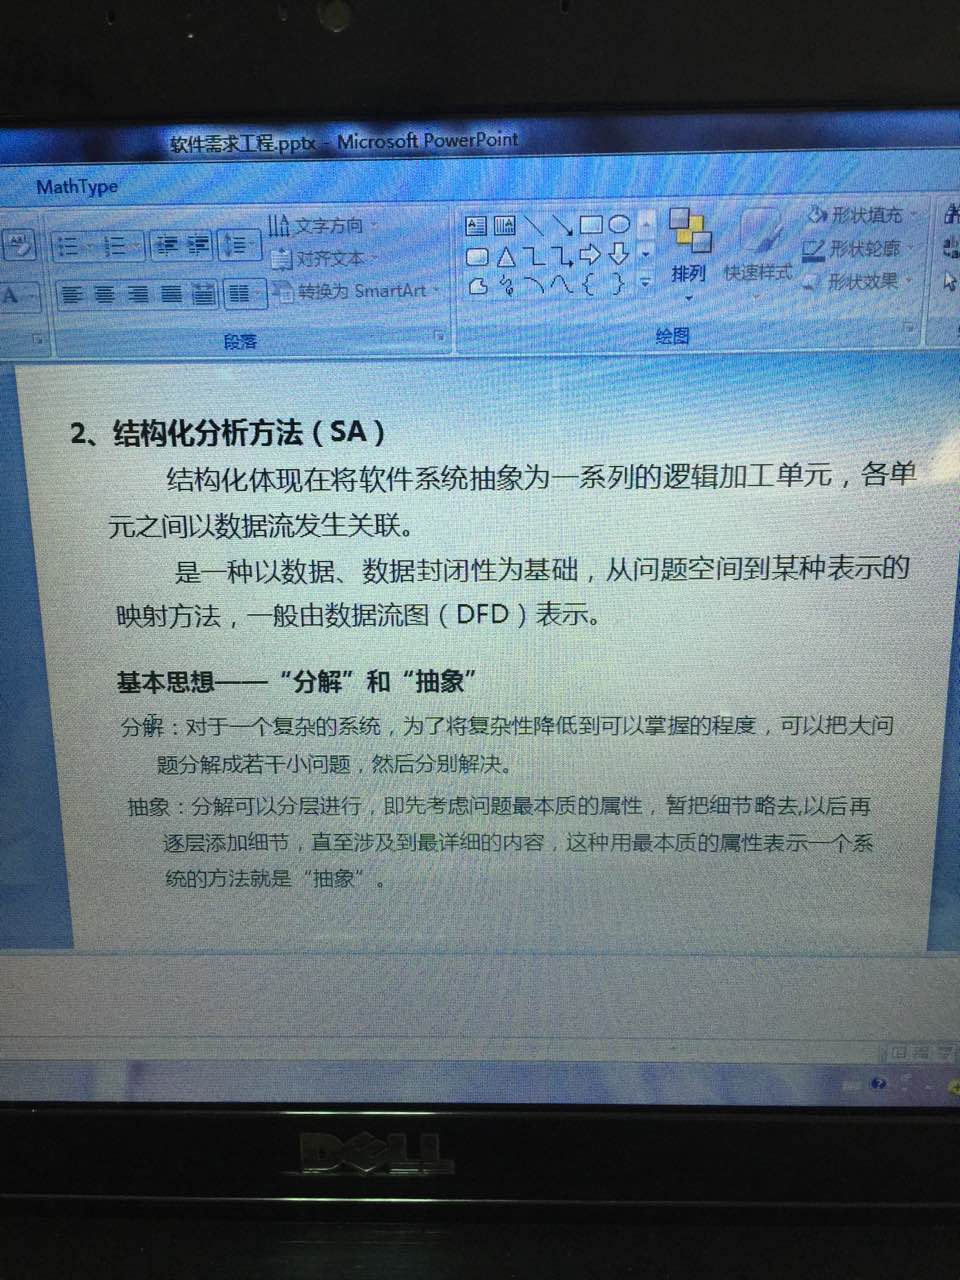 软件需求工程.pptx - Microsoft PowerPoint
MathType
文字方向
对齐文本
转换为 SmartArt
段落
排列
快速样式
形状填充
形状轮廓
形状效果
绘图
2、结构化分析方法（SA）
结构化体现在将软件系统抽象为一系列的逻辑加工单元，各单
元之间以数据流发生关联。
是一种以数据、数据封闭性为基础，从问题空间到某种表示的
映射方法，一般由数据流图（DFD）表示。
基本思想——“分解”和“抽象”
分解：对于一个复杂的系统，为了将复杂性降低到可以掌握的程度，可以把大问
题分解成若干小问题，然后分别解决。
抽象：分解可以分层进行，即先考虑问题最本质的属性，暂把细节略去,以后再
逐层添加细节，直至涉及到最详细的内容，这种用最本质的属性表示一个系
统的方法就是“抽象”。
DELL